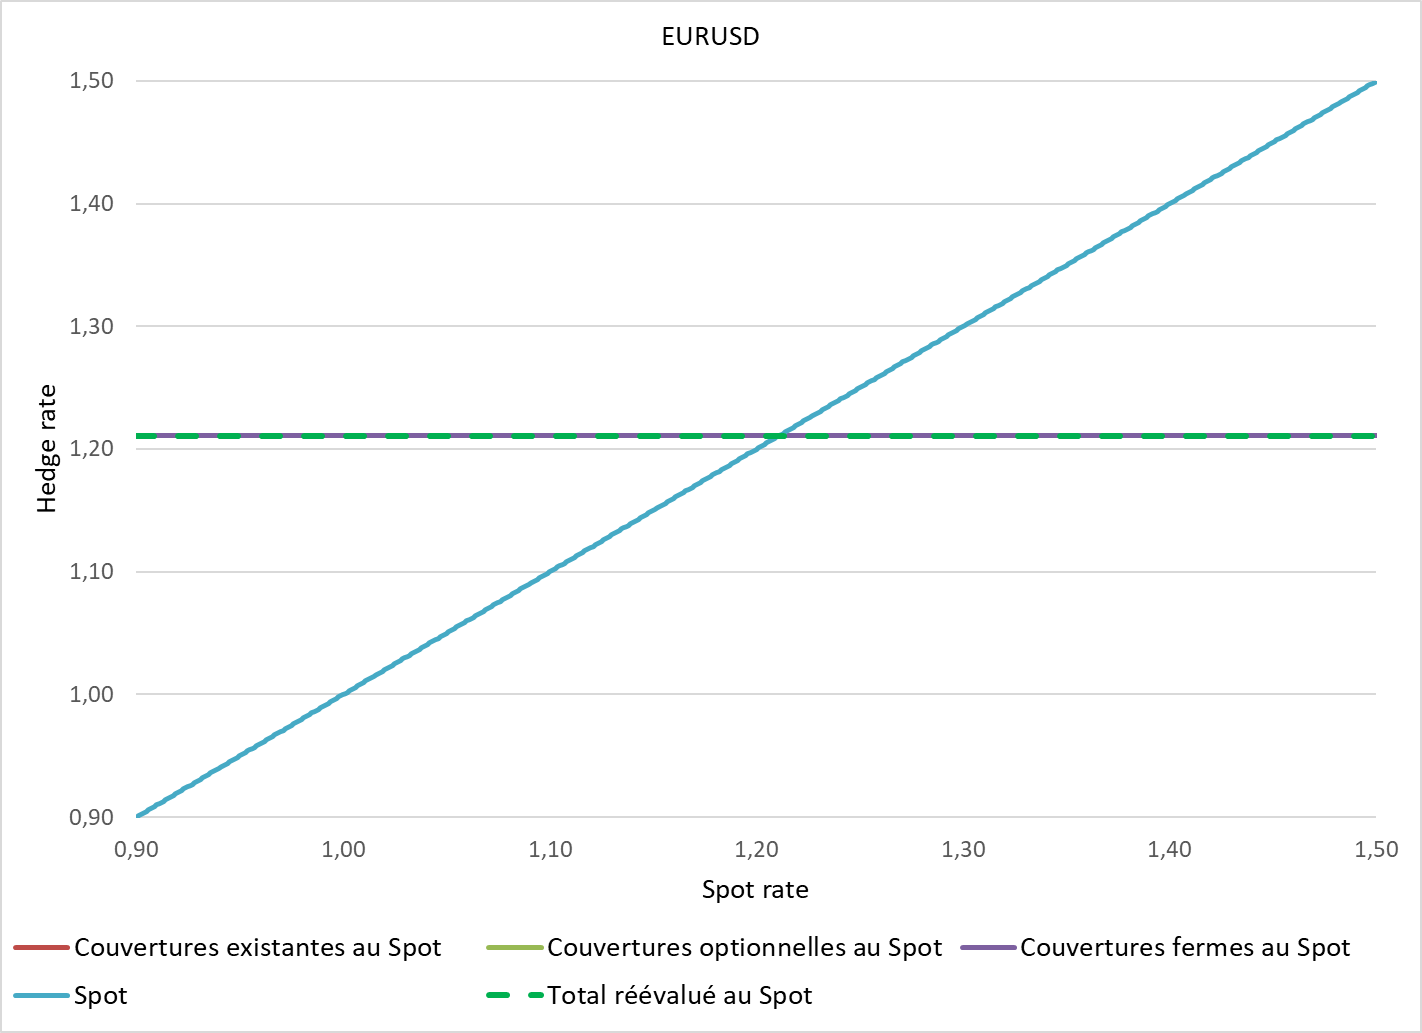 EURUSD
1,50
1,40
1,30
1,20
1,10
1,00
0,90
Hedge rate
0,90 1,00 1,10 1,20 1,30 1,40 1,50
Spot rate
Couvertures existantes au Spot Couvertures optionnelles au Spot Couvertures fermes au Spot
Spot Total réévalué au Spot